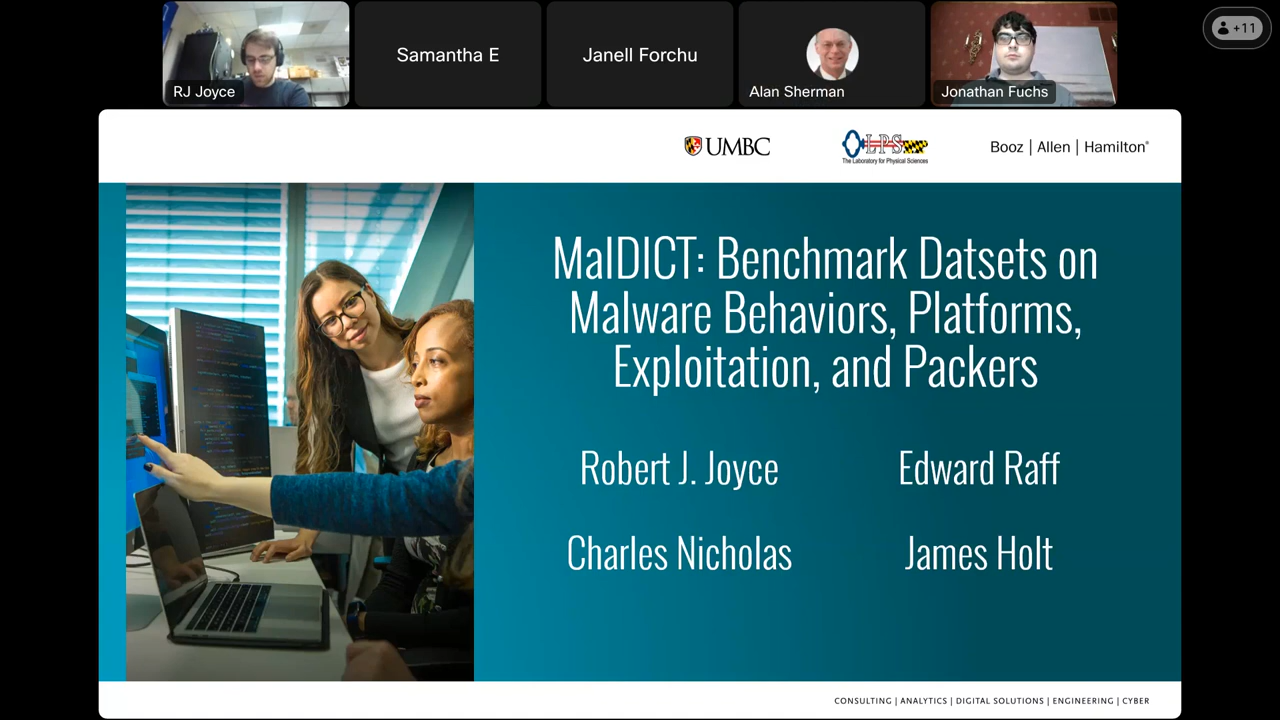 RJ Joyce
Samantha E
Janell Forchu
Alan Sherman
Jonathan Fuchs
+11
UMBC
LPS
The Laboratory for Physical Sciences
Booz | Allen | Hamilton®
MalDICT: Benchmark Datsets on
Malware Behaviors, Platforms,
Exploitation, and Packers
Robert J. Joyce
Edward Raff
Charles Nicholas
James Holt
CONSULTING | ANALYTICS | DIGITAL SOLUTIONS | ENGINEERING | CYBER